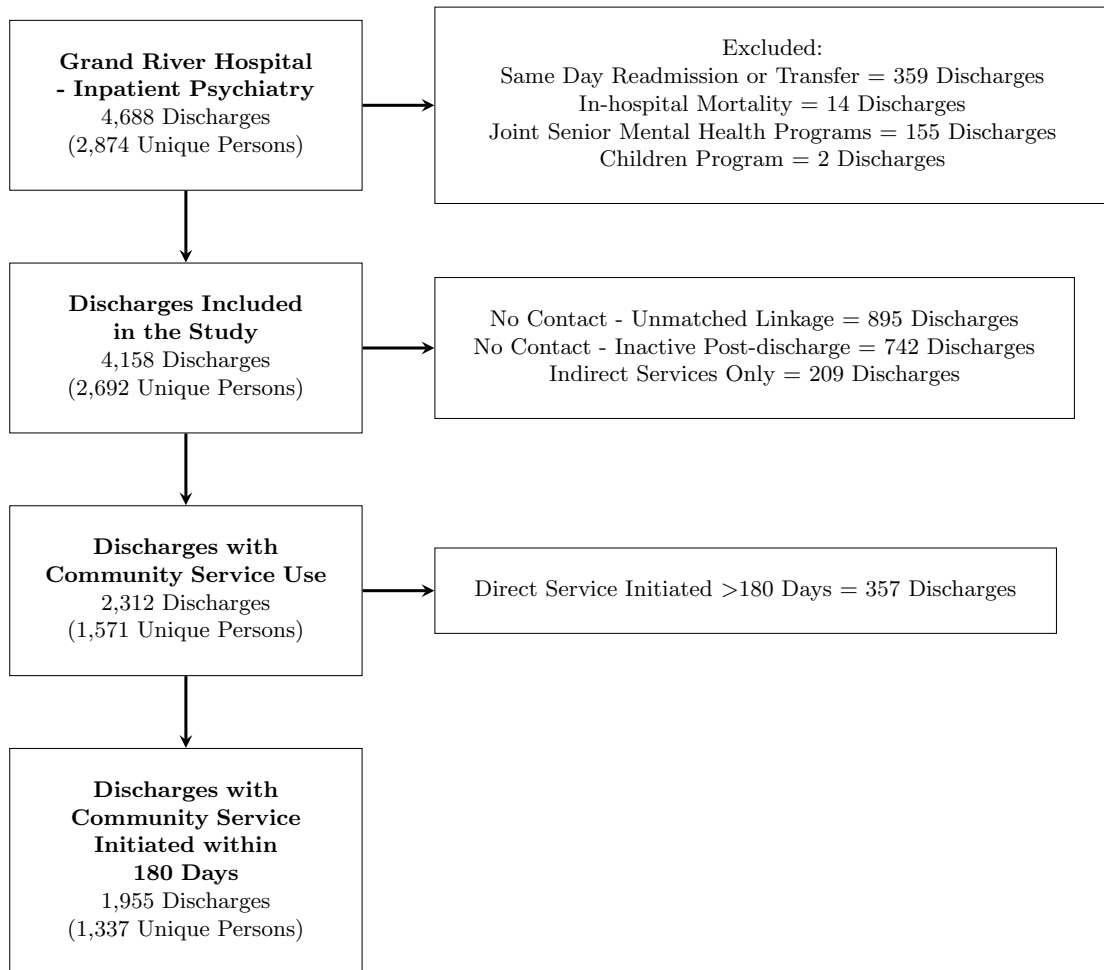 Grand River Hospital
- Inpatient Psychiatry
4,688 Discharges
(2,874 Unique Persons)
Excluded:
Same Day Readmission or Transfer = 359 Discharges
In-hospital Mortality = 14 Discharges
Joint Senior Mental Health Programs = 155 Discharges
Children Program = 2 Discharges
Discharges Included
in the Study
4,158 Discharges
(2,692 Unique Persons)
No Contact - Unmatched Linkage = 895 Discharges
No Contact - Inactive Post-discharge = 742 Discharges
Indirect Services Only = 209 Discharges
Discharges with
Community Service Use
2,312 Discharges
(1,571 Unique Persons)
Direct Service Initiated >180 Days = 357 Discharges
Discharges with
Community Service
Initiated within
180 Days
1,955 Discharges
(1,337 Unique Persons)